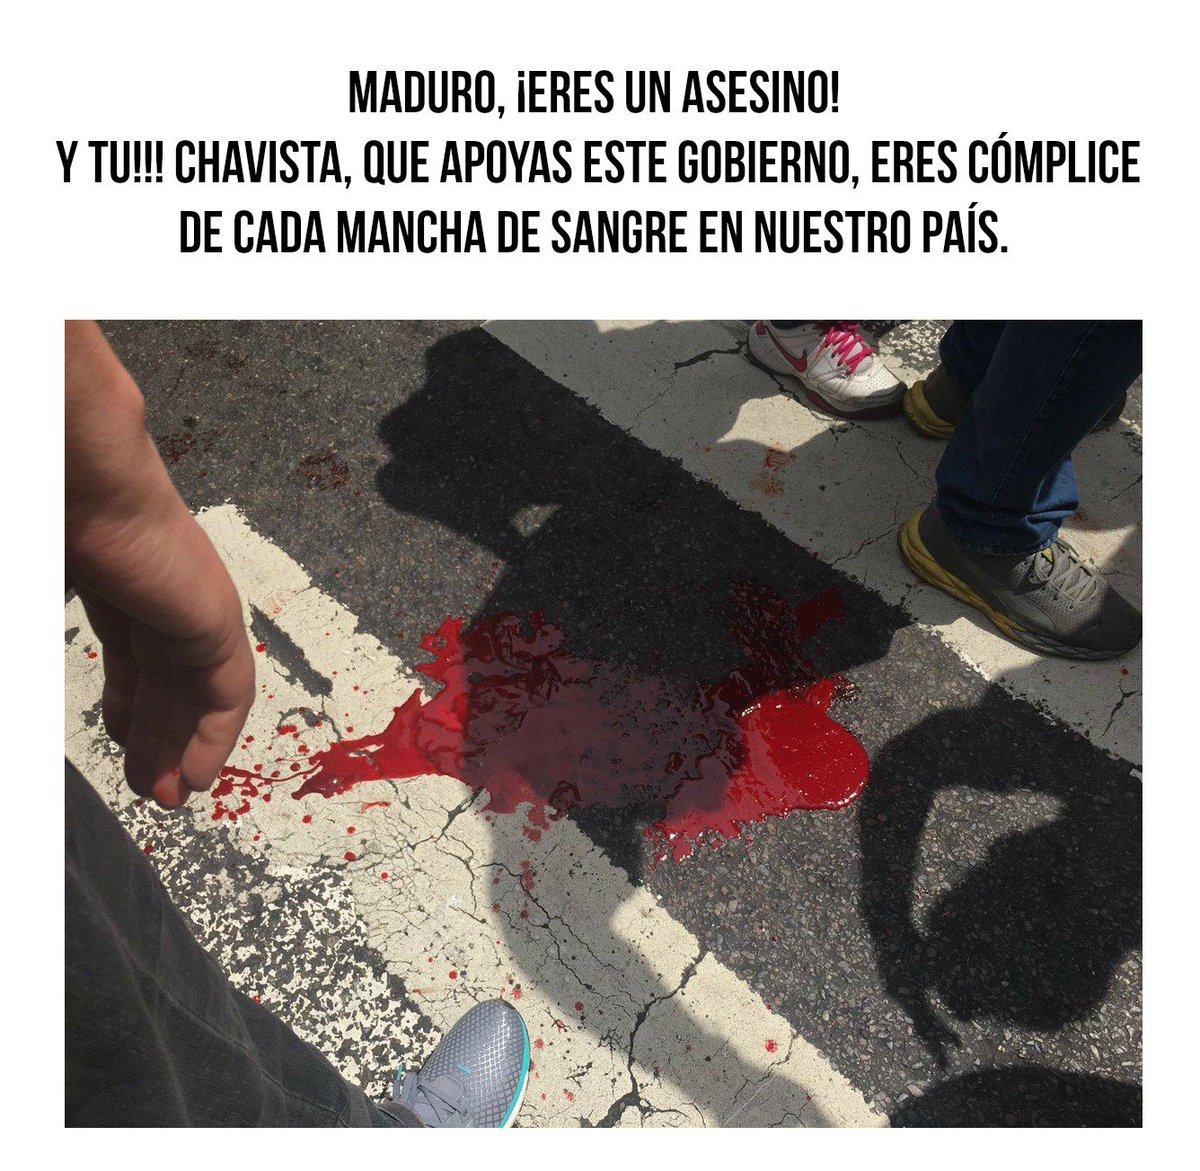 MADURO, ¡ERES UN ASESINO!
Y TU!!! CHAVISTA, QUE APOYAS ESTE GOBIERNO, ERES CÓMPLICE
DE CADA MANCHA DE SANGRE EN NUESTRO PAÍS.